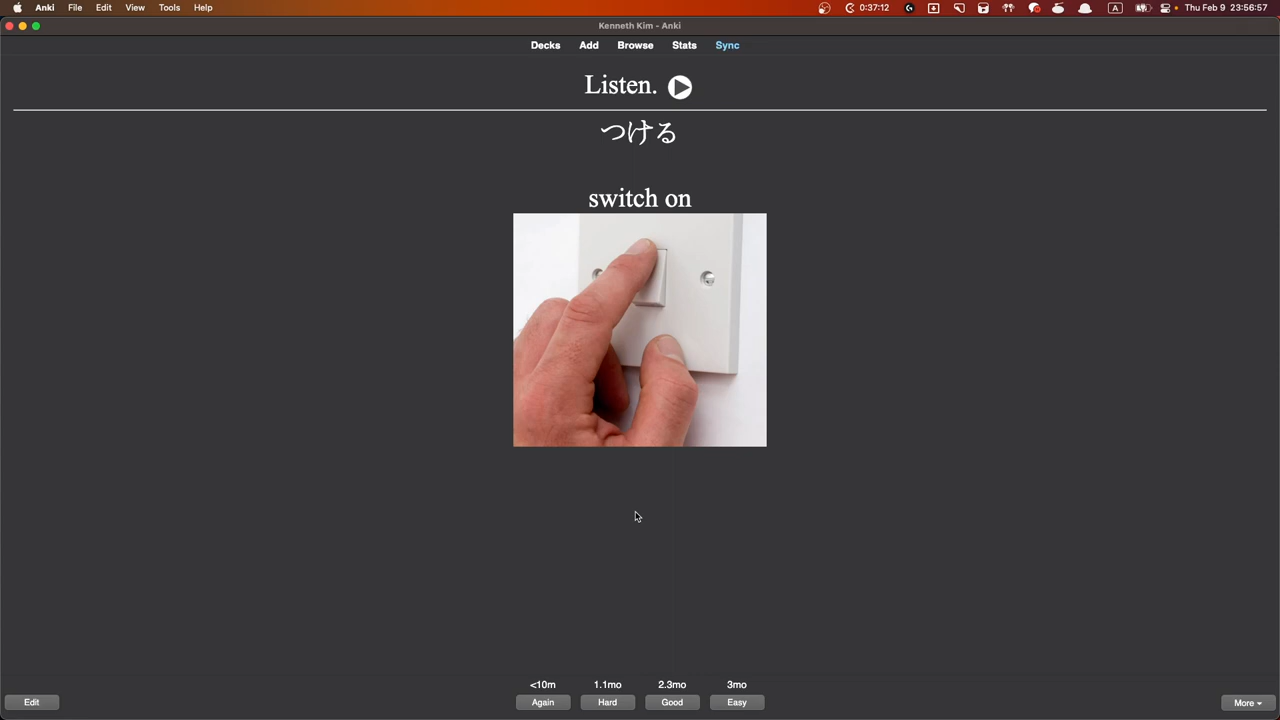 Anki File Edit View Tools Help 0:37:12 A Thu Feb 9 23:56:57
Kenneth Kim - Anki
Decks Add Browse Stats Sync
Listen.
つける
switch on
<10m 1.1mo 2.3mo 3mo
Edit Again Hard Good Easy More